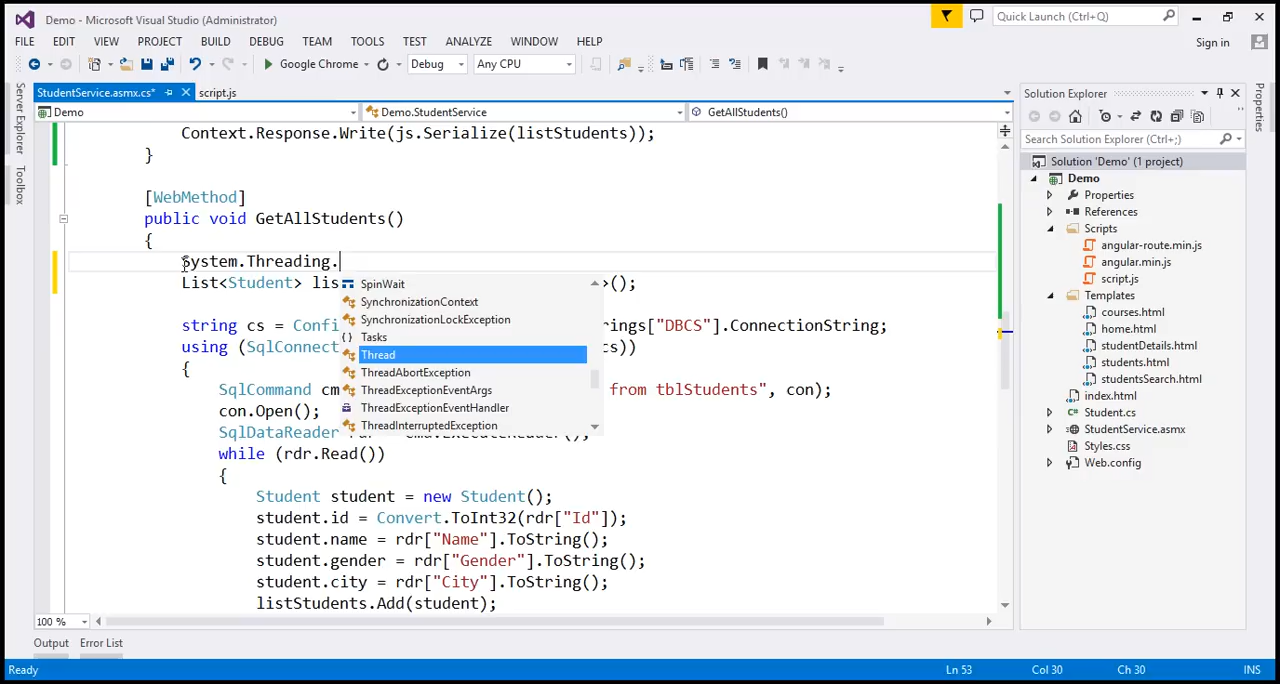 Demo - Microsoft Visual Studio (Administrator)
Quick Launch (Ctrl+Q)
FILE EDIT VIEW PROJECT BUILD DEBUG TEAM TOOLS TEST ANALYZE WINDOW HELP
Sign in
Google Chrome
Debug
Any CPU
Server Explorer
Toolbox
StudentService.asmx.cs*
script.js
Demo
Demo.StudentService
GetAllStudents()
Context.Response.Write(js.Serialize(listStudents));
}
[WebMethod]
public void GetAllStudents()
{
System.Threading.
List<Student> lis >();
string cs = Confi rings["DBCS"].ConnectionString;
using (SqlConnect cs))
{
SqlCommand cm from tblStudents", con);
con.Open();
SqlDataReader rdr = cmd.ExecuteReader();
while (rdr.Read())
{
Student student = new Student();
student.id = Convert.ToInt32(rdr["Id"]);
student.name = rdr["Name"].ToString();
student.gender = rdr["Gender"].ToString();
student.city = rdr["City"].ToString();
listStudents.Add(student);
SpinWait
SynchronizationContext
SynchronizationLockException
Tasks
Thread
ThreadAbortException
ThreadExceptionEventArgs
ThreadExceptionEventHandler
ThreadInterruptedException
100 %
Output
Error List
Solution Explorer
Search Solution Explorer (Ctrl+;)
Solution 'Demo' (1 project)
Demo
Properties
References
Scripts
angular-route.min.js
angular.min.js
script.js
Templates
courses.html
home.html
studentDetails.html
students.html
studentsSearch.html
index.html
Student.cs
StudentService.asmx
Styles.css
Web.config
Properties
Ready
Ln 53
Col 30
Ch 30
INS